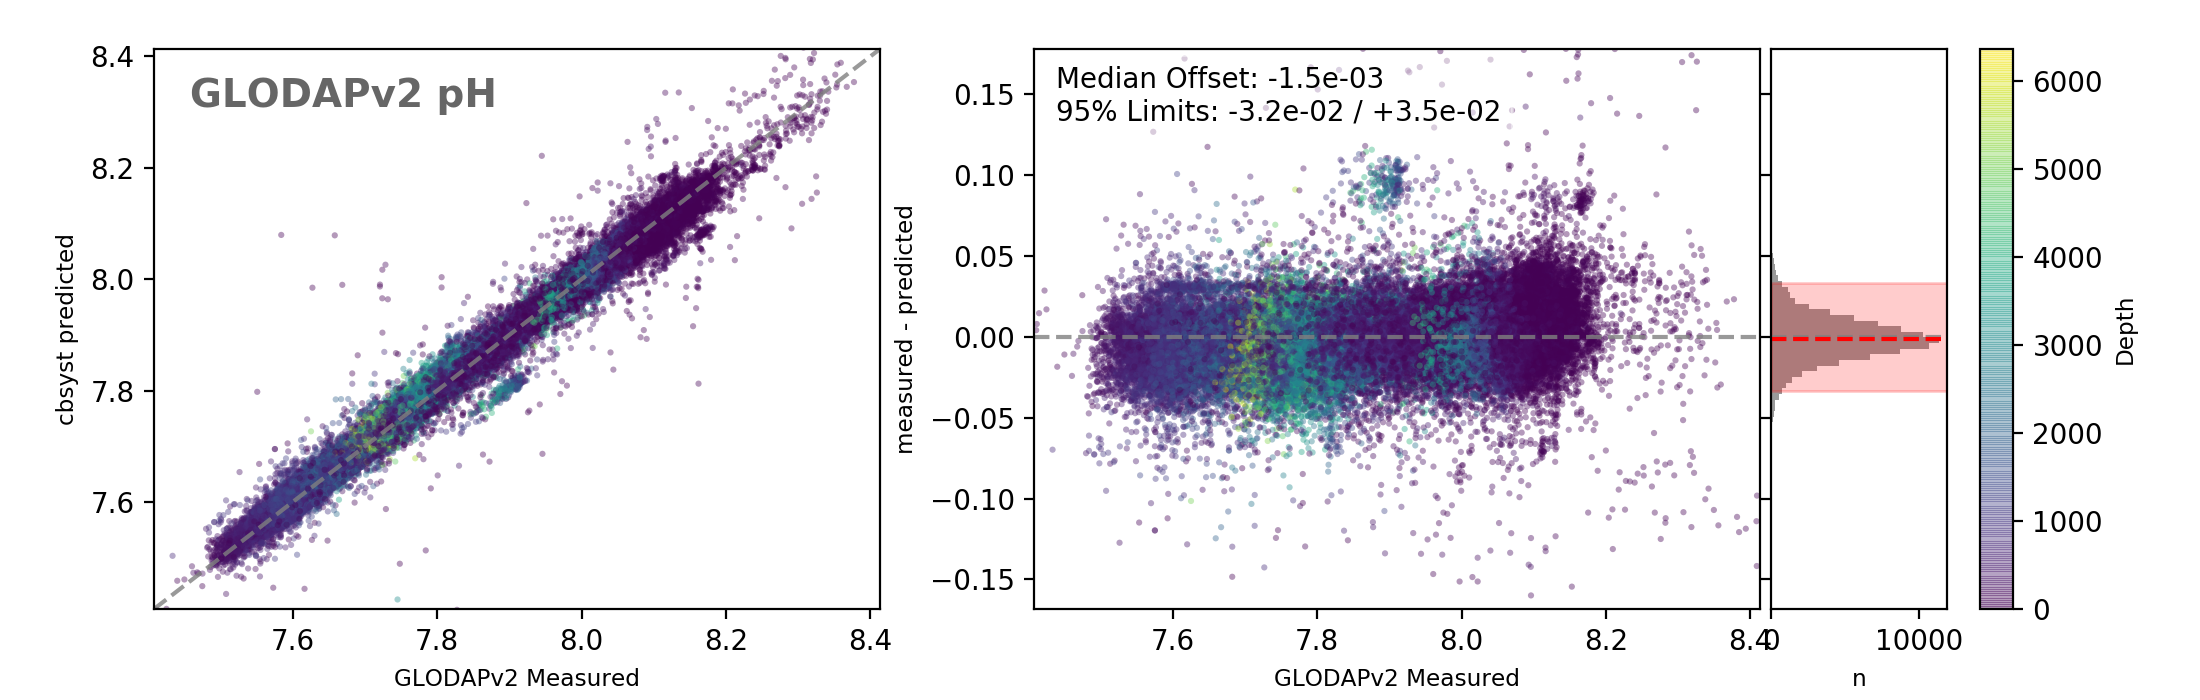 GLODAPv2 pH
8.4
8.2
8.0
7.8
7.6
cbsyst predicted
7.6 7.8 8.0 8.2 8.4
GLODAPv2 Measured
Median Offset: -1.5e-03
95% Limits: -3.2e-02 / +3.5e-02
0.15
0.10
0.05
0.00
−0.05
−0.10
−0.15
measured - predicted
7.6 7.8 8.0 8.2 8.4
GLODAPv2 Measured
0 10000
n
6000
5000
4000
3000
2000
1000
0
Depth